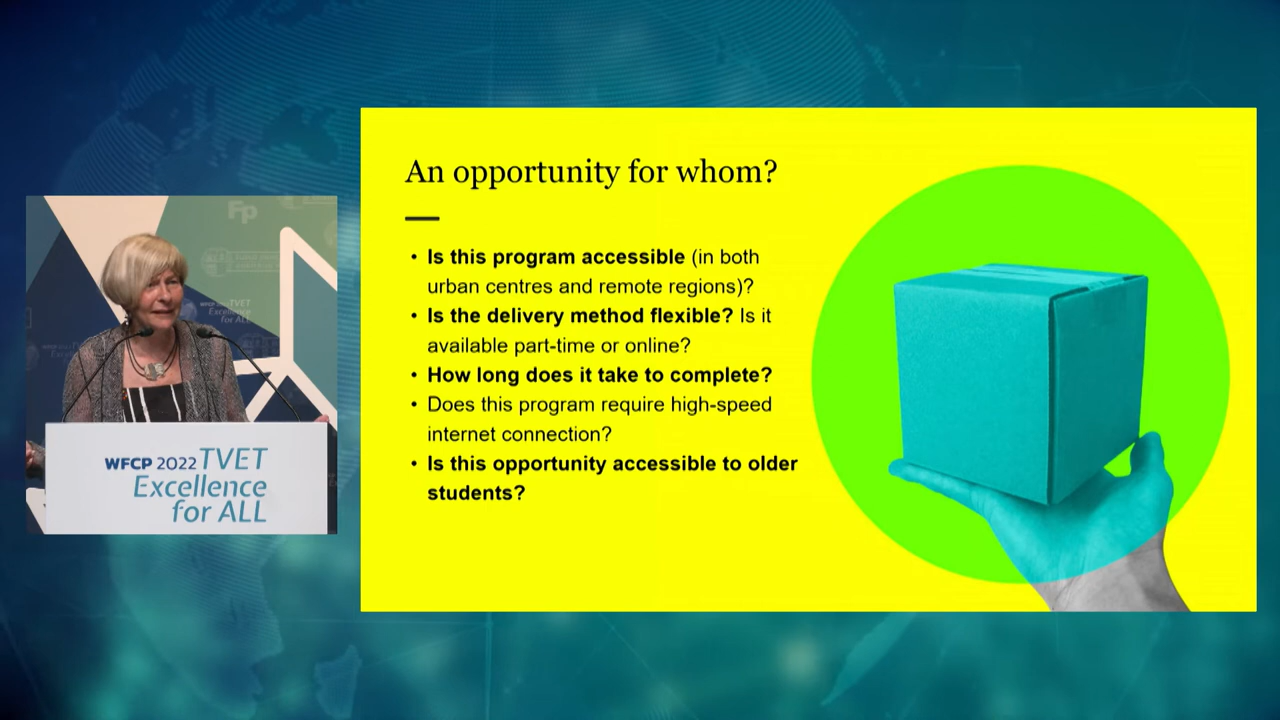 Fp
WFCP 2022 TVET
Excellence
for ALL
An opportunity for whom?
• Is this program accessible (in both
urban centres and remote regions)?
• Is the delivery method flexible? Is it
available part-time or online?
• How long does it take to complete?
• Does this program require high-speed
internet connection?
• Is this opportunity accessible to older
students?